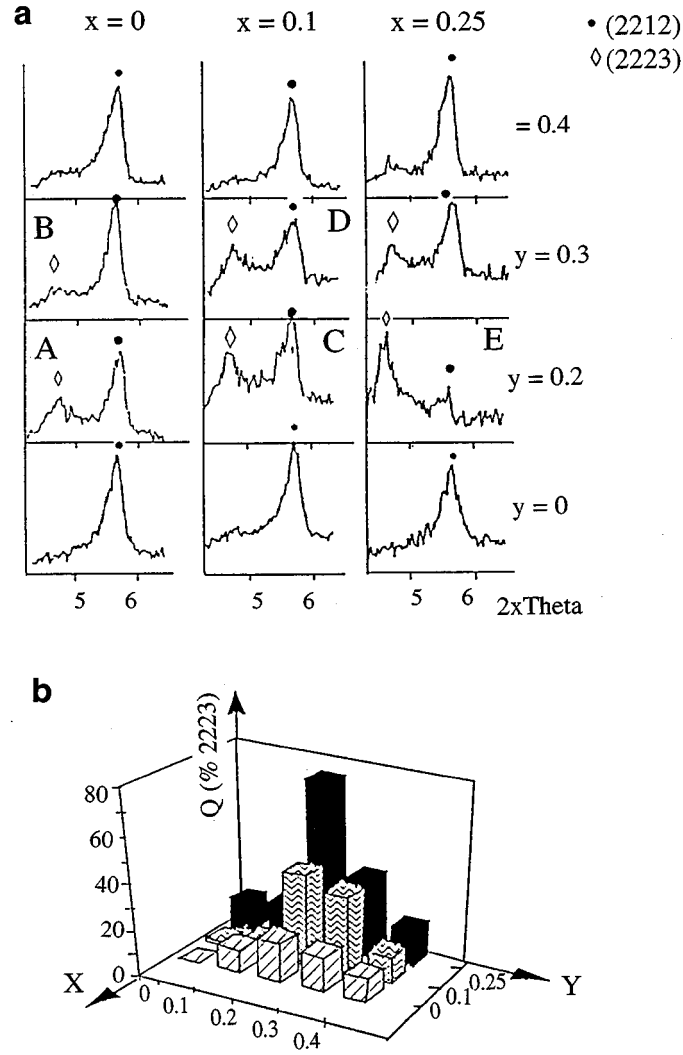 a
x = 0 x = 0.1 x = 0.25
• (2212)
◊ (2223)
= 0.4
B D y = 0.3
A C E y = 0.2
y = 0
5 6 5 6 5 6 2xTheta
b
Q (% 2223)
80
60
40
20
0
X
0 0.1 0.2 0.3 0.4
0 0.1 0.25
Y